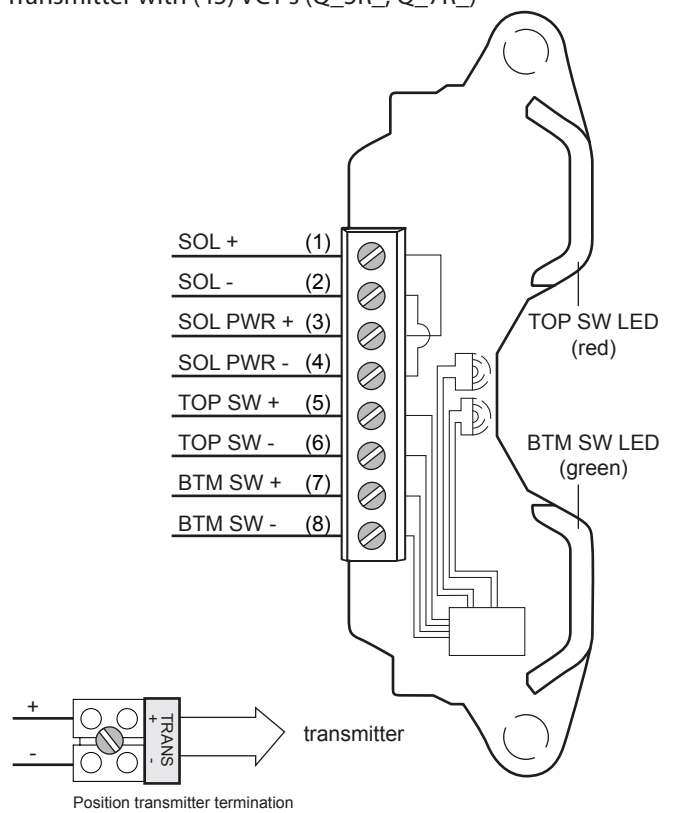 SOL + (1)
SOL - (2)
SOL PWR + (3)
SOL PWR - (4)
TOP SW + (5)
TOP SW - (6)
BTM SW + (7)
BTM SW - (8)
TOP SW LED
(red)
BTM SW LED
(green)
+
-
+
TRANS
-
transmitter
Position transmitter termination